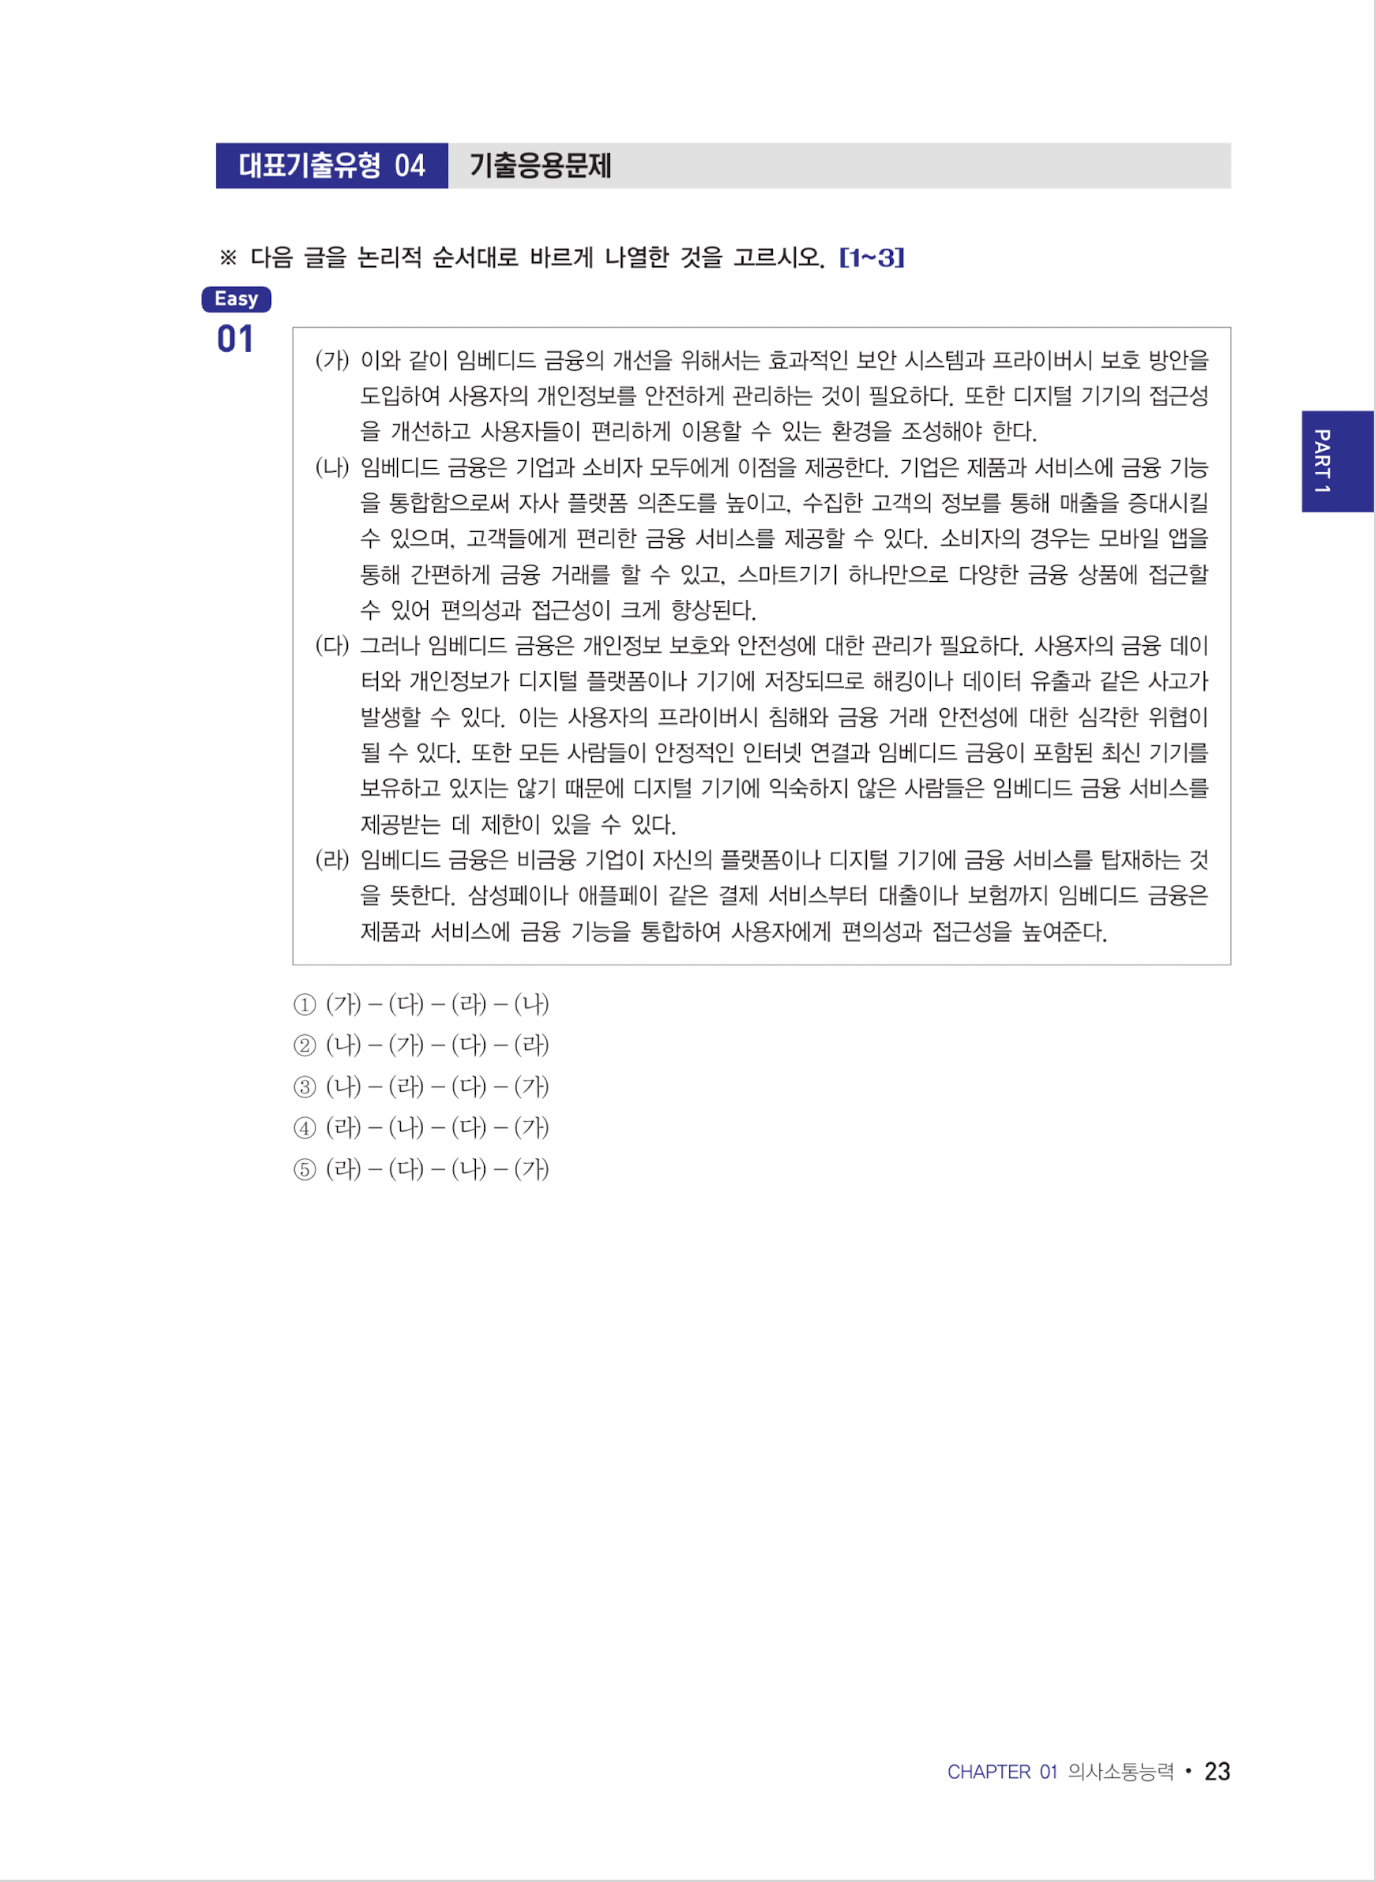 대표기출유형 04 기출응용문제
※ 다음 글을 논리적 순서대로 바르게 나열한 것을 고르시오. [1~3]
Easy
01
(가) 이와 같이 임베디드 금융의 개선을 위해서는 효과적인 보안 시스템과 프라이버시 보호 방안을
도입하여 사용자의 개인정보를 안전하게 관리하는 것이 필요하다. 또한 디지털 기기의 접근성
을 개선하고 사용자들이 편리하게 이용할 수 있는 환경을 조성해야 한다.
(나) 임베디드 금융은 기업과 소비자 모두에게 이점을 제공한다. 기업은 제품과 서비스에 금융 기능
을 통합함으로써 자사 플랫폼 의존도를 높이고, 수집한 고객의 정보를 통해 매출을 증대시킬
수 있으며, 고객들에게 편리한 금융 서비스를 제공할 수 있다. 소비자의 경우는 모바일 앱을
통해 간편하게 금융 거래를 할 수 있고, 스마트기기 하나만으로 다양한 금융 상품에 접근할
수 있어 편의성과 접근성이 크게 향상된다.
(다) 그러나 임베디드 금융은 개인정보 보호와 안전성에 대한 관리가 필요하다. 사용자의 금융 데이
터와 개인정보가 디지털 플랫폼이나 기기에 저장되므로 해킹이나 데이터 유출과 같은 사고가
발생할 수 있다. 이는 사용자의 프라이버시 침해와 금융 거래 안전성에 대한 심각한 위협이
될 수 있다. 또한 모든 사람들이 안정적인 인터넷 연결과 임베디드 금융이 포함된 최신 기기를
보유하고 있지는 않기 때문에 디지털 기기에 익숙하지 않은 사람들은 임베디드 금융 서비스를
제공받는 데 제한이 있을 수 있다.
(라) 임베디드 금융은 비금융 기업이 자신의 플랫폼이나 디지털 기기에 금융 서비스를 탑재하는 것
을 뜻한다. 삼성페이나 애플페이 같은 결제 서비스부터 대출이나 보험까지 임베디드 금융은
제품과 서비스에 금융 기능을 통합하여 사용자에게 편의성과 접근성을 높여준다.
① (가) – (다) – (라) – (나)
② (나) – (가) – (다) – (라)
③ (나) – (라) – (다) – (가)
④ (라) – (나) – (다) – (가)
⑤ (라) – (다) – (나) – (가)
PART 1
CHAPTER 01 의사소통능력 • 23